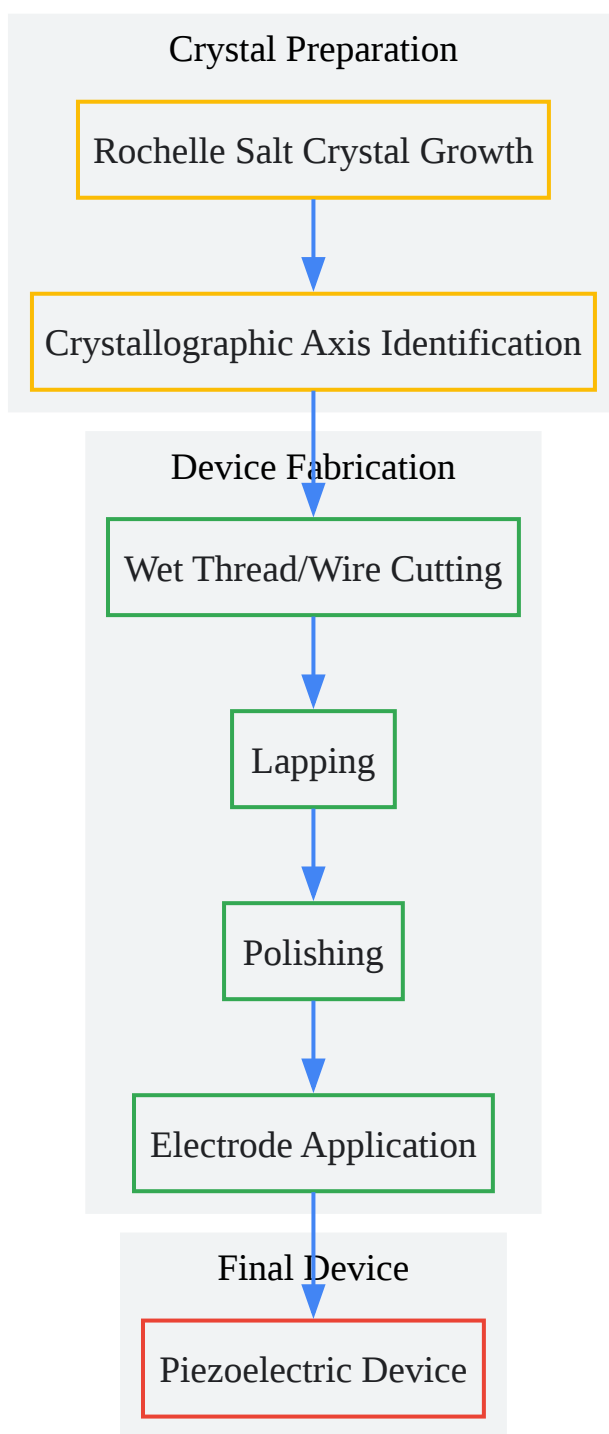 Crystal Preparation
Rochelle Salt Crystal Growth
Crystallographic Axis Identification
Device Fabrication
Wet Thread/Wire Cutting
Lapping
Polishing
Electrode Application
Final Device
Piezoelectric Device